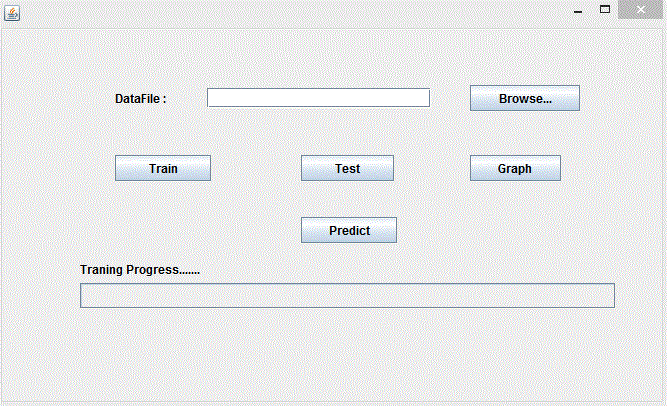 DataFile :
Browse...
Train
Test
Graph
Predict
Traning Progress.......